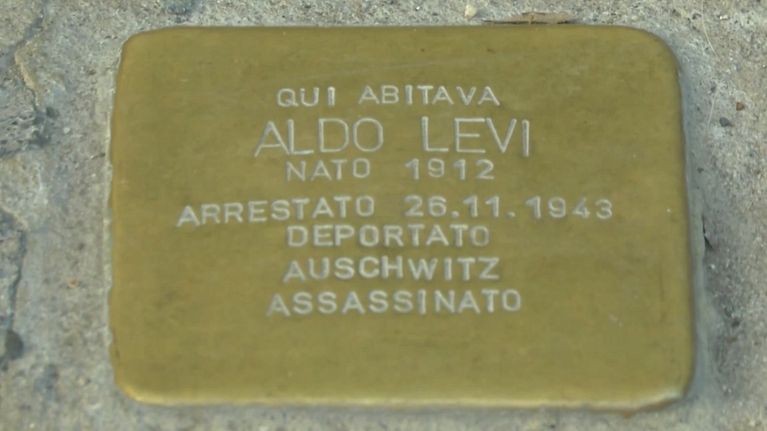 QUI ABITAVA
ALDO LEVI
NATO 1912
ARRESTATO 26.11.1943
DEPORTATO
AUSCHWITZ
ASSASSINATO